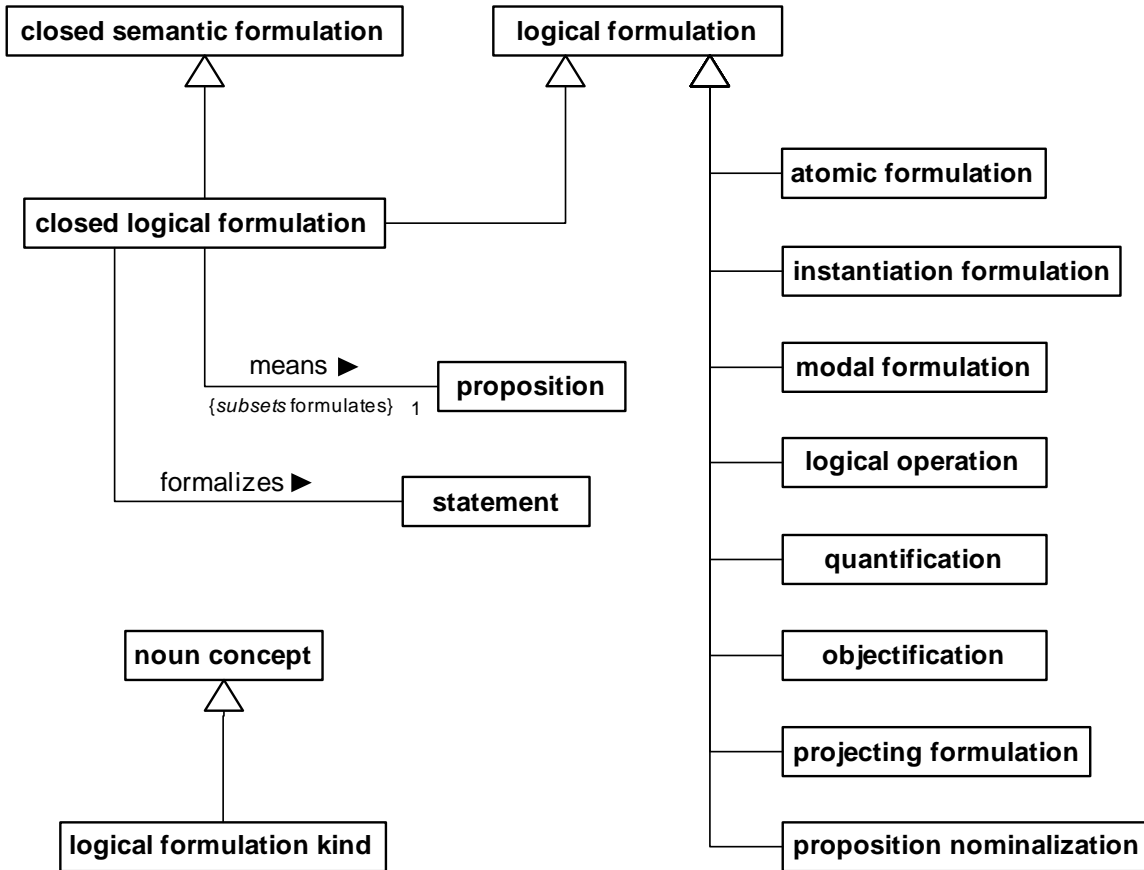 closed semantic formulation
logical formulation
atomic formulation
closed logical formulation
instantiation formulation
means ►
modal formulation
{subsets formulates} 1
proposition
logical operation
formalizes ►
statement
quantification
noun concept
objectification
projecting formulation
logical formulation kind
proposition nominalization